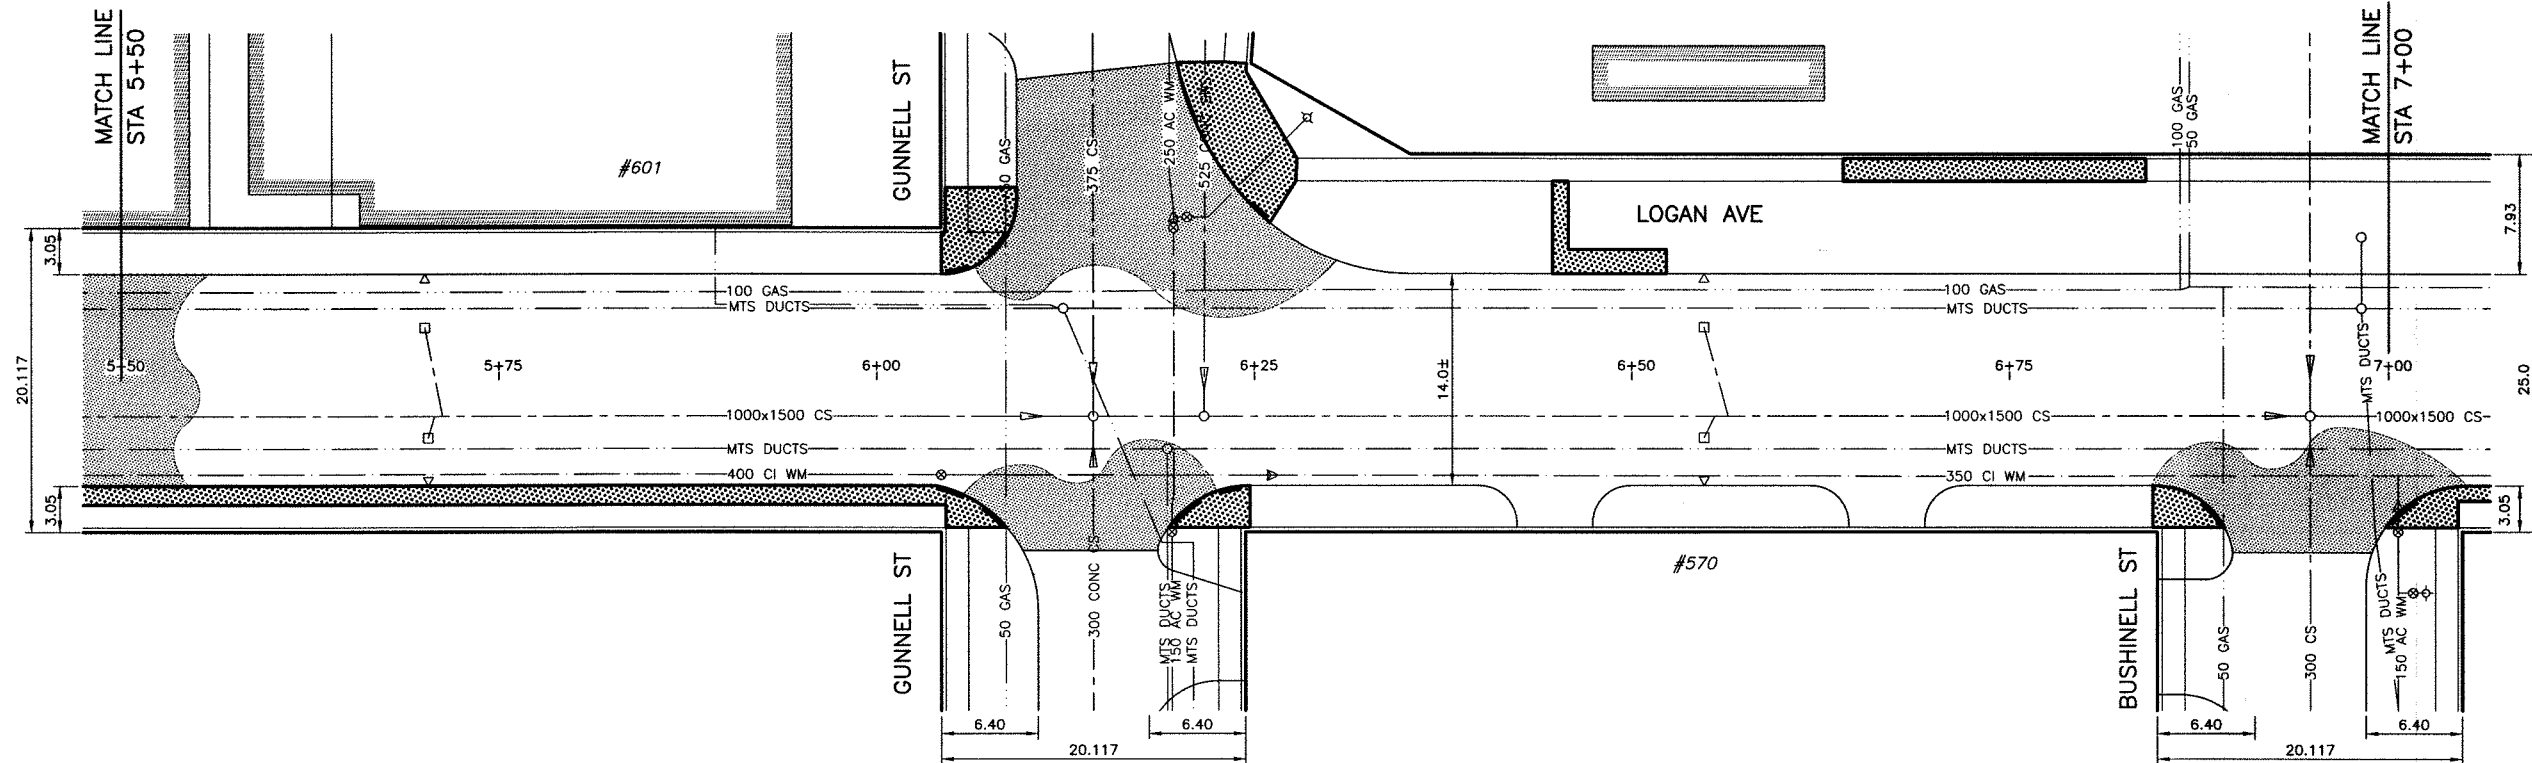 MATCH LINE
STA 5+50
#601
GUNNELL ST
GAS
375 CS
250 AC WM
525
100 GAS
50 GAS
MATCH LINE
STA 7+00
LOGAN AVE
3.05
20.117
3.05
7.93
25.0
3.05
100 GAS
MTS DUCTS
100 GAS
MTS DUCTS
5+50
5+75
6+00
6+25
14.0±
6+50
6+75
7+00
MTS DUCTS
1000x1500 CS
1000x1500 CS
1000x1500 CS
MTS DUCTS
MTS DUCTS
400 CI WM
350 CI WM
GUNNELL ST
50 GAS
300 CONC CS
MTS DUCTS
150 AC WM
MTS DUCTS
#570
BUSHINELL ST
50 GAS
300 CS
MTS DUCTS
MTS DUCTS
150 AC WM
6.40
6.40
20.117
6.40
6.40
20.117